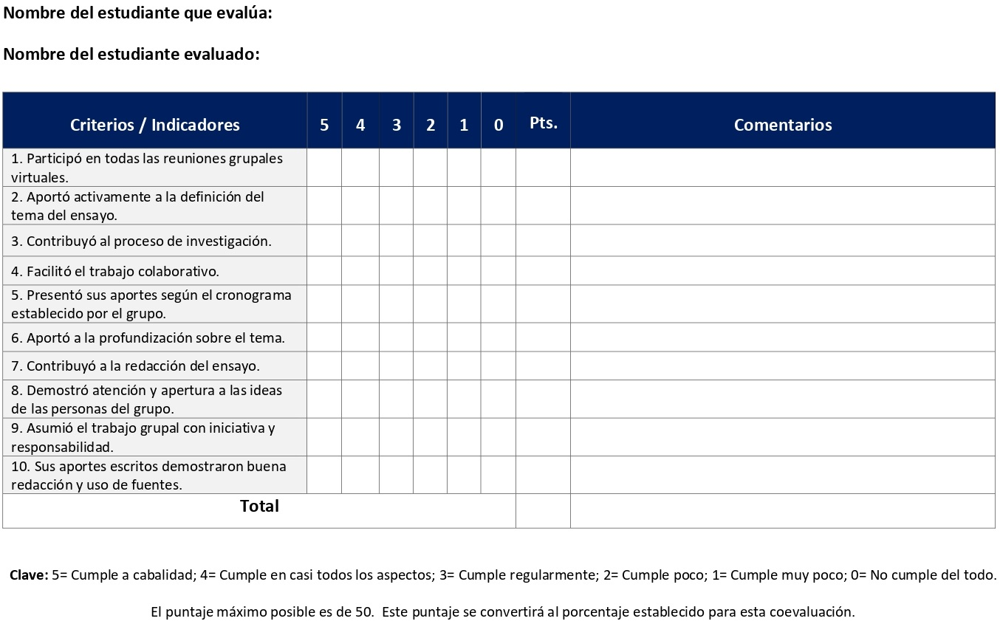 Nombre del estudiante que evalúa:
Nombre del estudiante evaluado:
Criterios / Indicadores 5 4 3 2 1 0 Pts. Comentarios
1. Participó en todas las reuniones grupales
virtuales.
2. Aportó activamente a la definición del
tema del ensayo.
3. Contribuyó al proceso de investigación.
4. Facilitó el trabajo colaborativo.
5. Presentó sus aportes según el cronograma
establecido por el grupo.
6. Aportó a la profundización sobre el tema.
7. Contribuyó a la redacción del ensayo.
8. Demostró atención y apertura a las ideas
de las personas del grupo.
9. Asumió el trabajo grupal con iniciativa y
responsabilidad.
10. Sus aportes escritos demostraron buena
redacción y uso de fuentes.
Total
Clave: 5= Cumple a cabalidad; 4= Cumple en casi todos los aspectos; 3= Cumple regularmente; 2= Cumple poco; 1= Cumple muy poco; 0= No cumple del todo.
El puntaje máximo posible es de 50. Este puntaje se convertirá al porcentaje establecido para esta coevaluación.